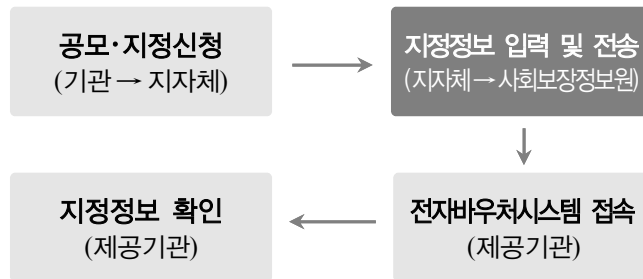 공모·지정신청
(기관 → 지자체)
지정정보 입력 및 전송
(지자체 → 사회보장정보원)
전자바우처시스템 접속
(제공기관)
지정정보 확인
(제공기관)